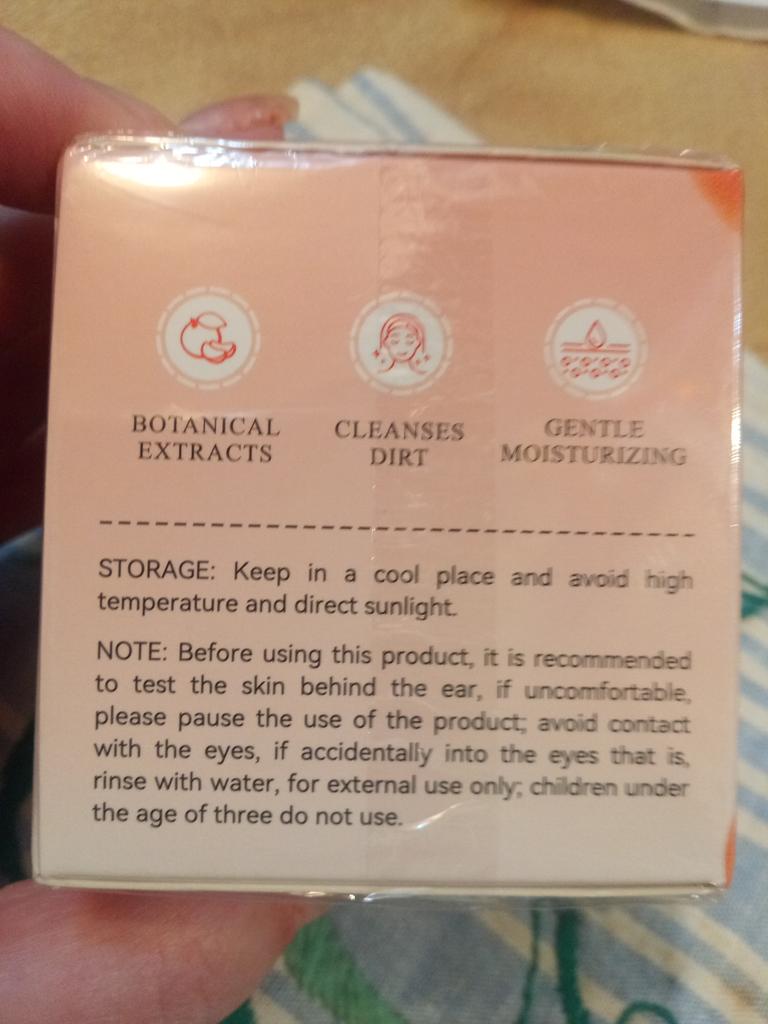 BOTANICAL
EXTRACTS
CLEANSES
DIRT
GENTLE
MOISTURIZING
STORAGE: Keep in a cool place and avoid high
temperature and direct sunlight.
NOTE: Before using this product, it is recommended
to test the skin behind the ear, if uncomfortable,
please pause the use of the product; avoid contact
with the eyes, if accidentally into the eyes that is,
rinse with water, for external use only; children under
the age of three do not use.